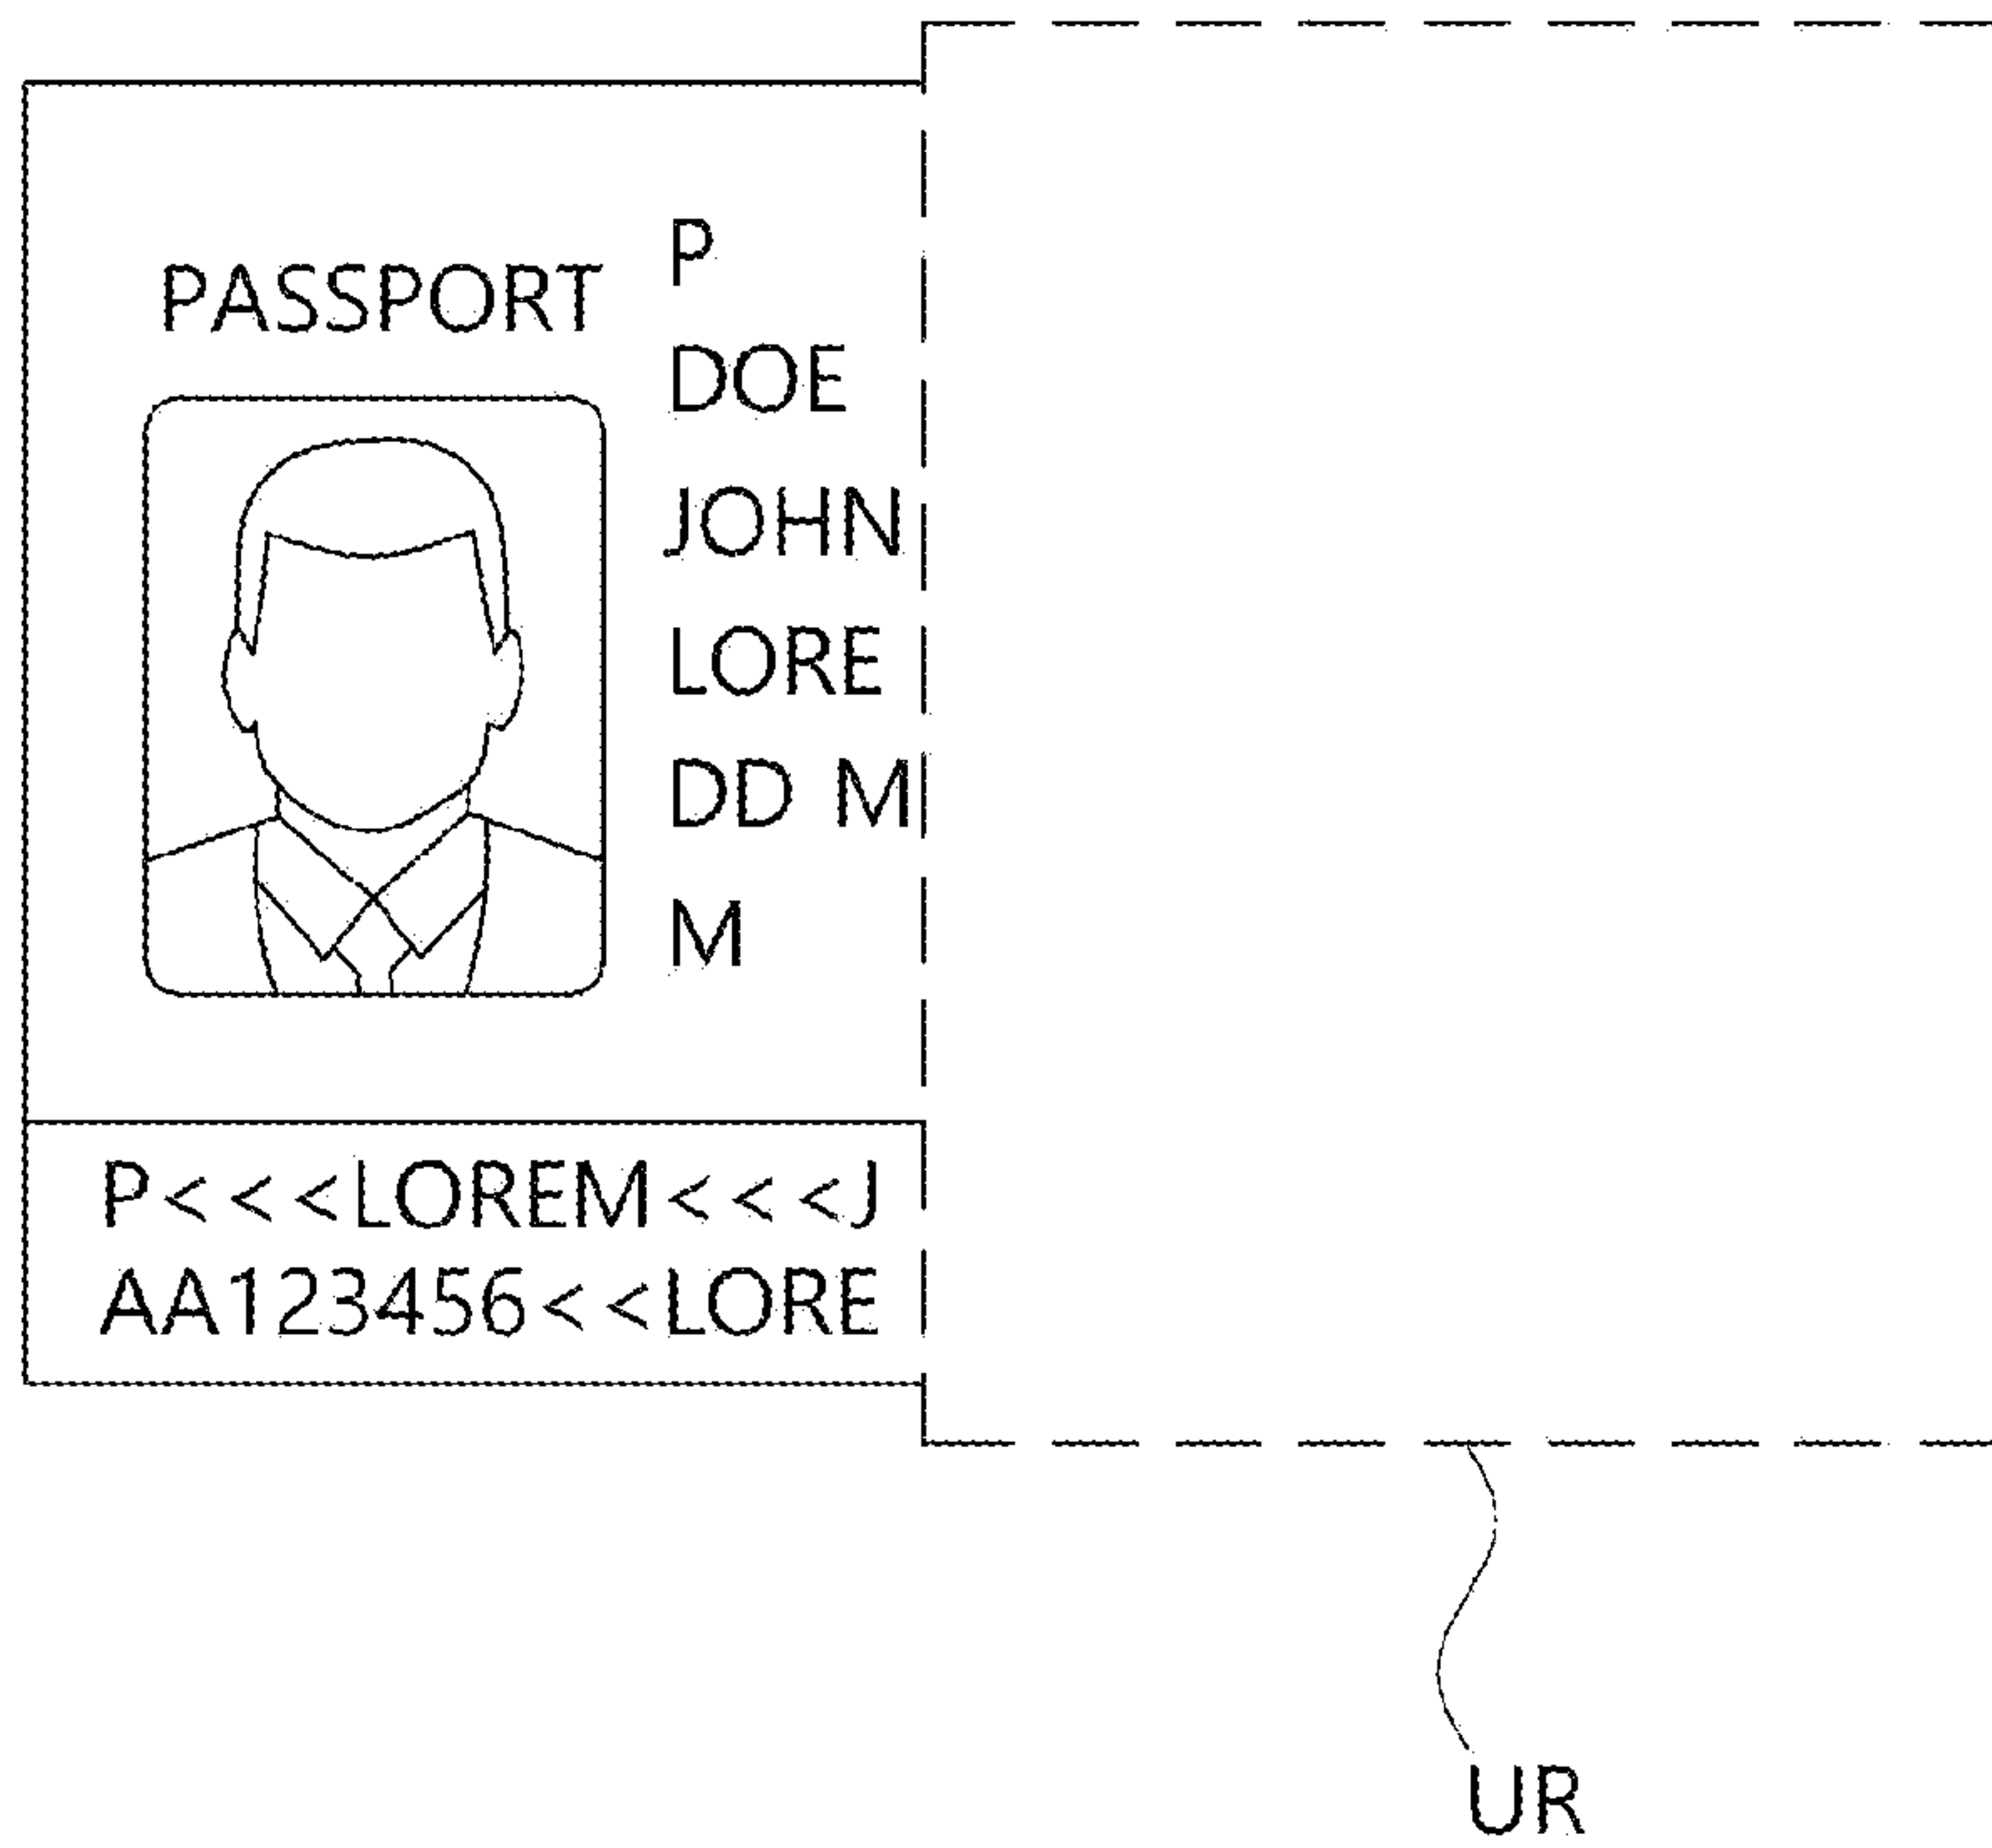 PASSPORT
P
DOE
JOHN
LORE
DD M
M
P<<<LOREM<<<J
AA123456<<LORE
UR